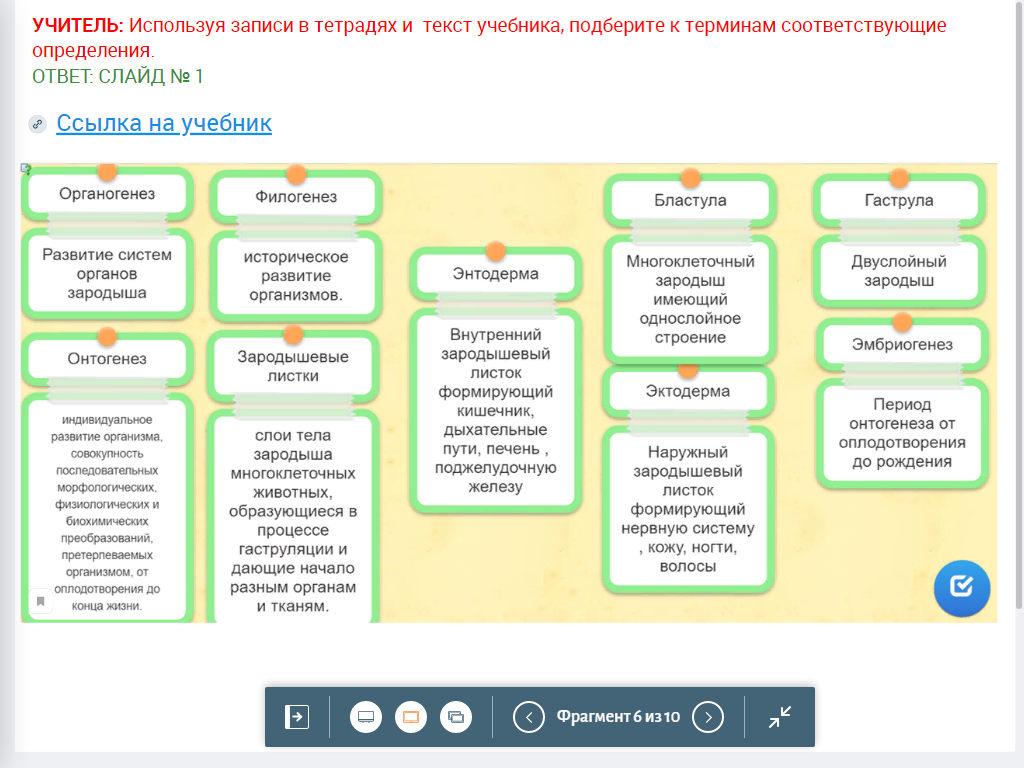 УЧИТЕЛЬ: Используя записи в тетрадях и  текст учебника, подберите к терминам соответствующие
определения.
ОТВЕТ: СЛАЙД № 1
Ссылка на учебник
Органогенез
Развитие систем
органов
зародыша
Онтогенез
индивидуальное
развитие организма,
совокупность
последовательных
морфологических,
физиологических и
биохимических
преобразований,
претерпеваемых
организмом, от
оплодотворения до
конца жизни.
Филогенез
историческое
развитие
организмов.
Зародышевые
листки
слои тела
зародыша
многоклеточных
животных,
образующиеся в
процессе
гаструляции и
дающие начало
разным органам
и тканям.
Энтодерма
Внутренний
зародышевый
листок
формирующий
кишечник,
дыхательные
пути, печень ,
поджелудочную
железу
Бластула
Многоклеточный
зародыш
имеющий
однослойное
строение
Эктодерма
Наружный
зародышевый
листок
формирующий
нервную систему
, кожу, ногти,
волосы
Гаструла
Двуслойный
зародыш
Эмбриогенез
Период
онтогенеза от
оплодотворения
до рождения
Фрагмент 6 из 10